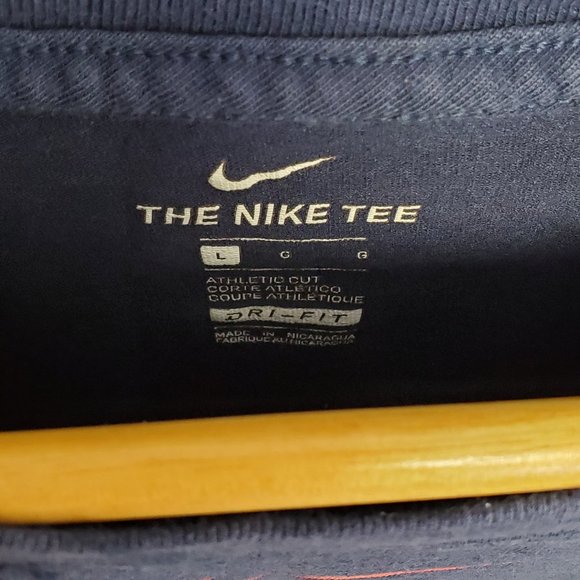 THE NIKE TEE
L G G
ATHLETIC CUT
CORTE ATLETICO
COUPE ATHLETIQUE
DRI-FIT
MADE IN NICARAGUA
FABRIQUE AU NICARAGUA